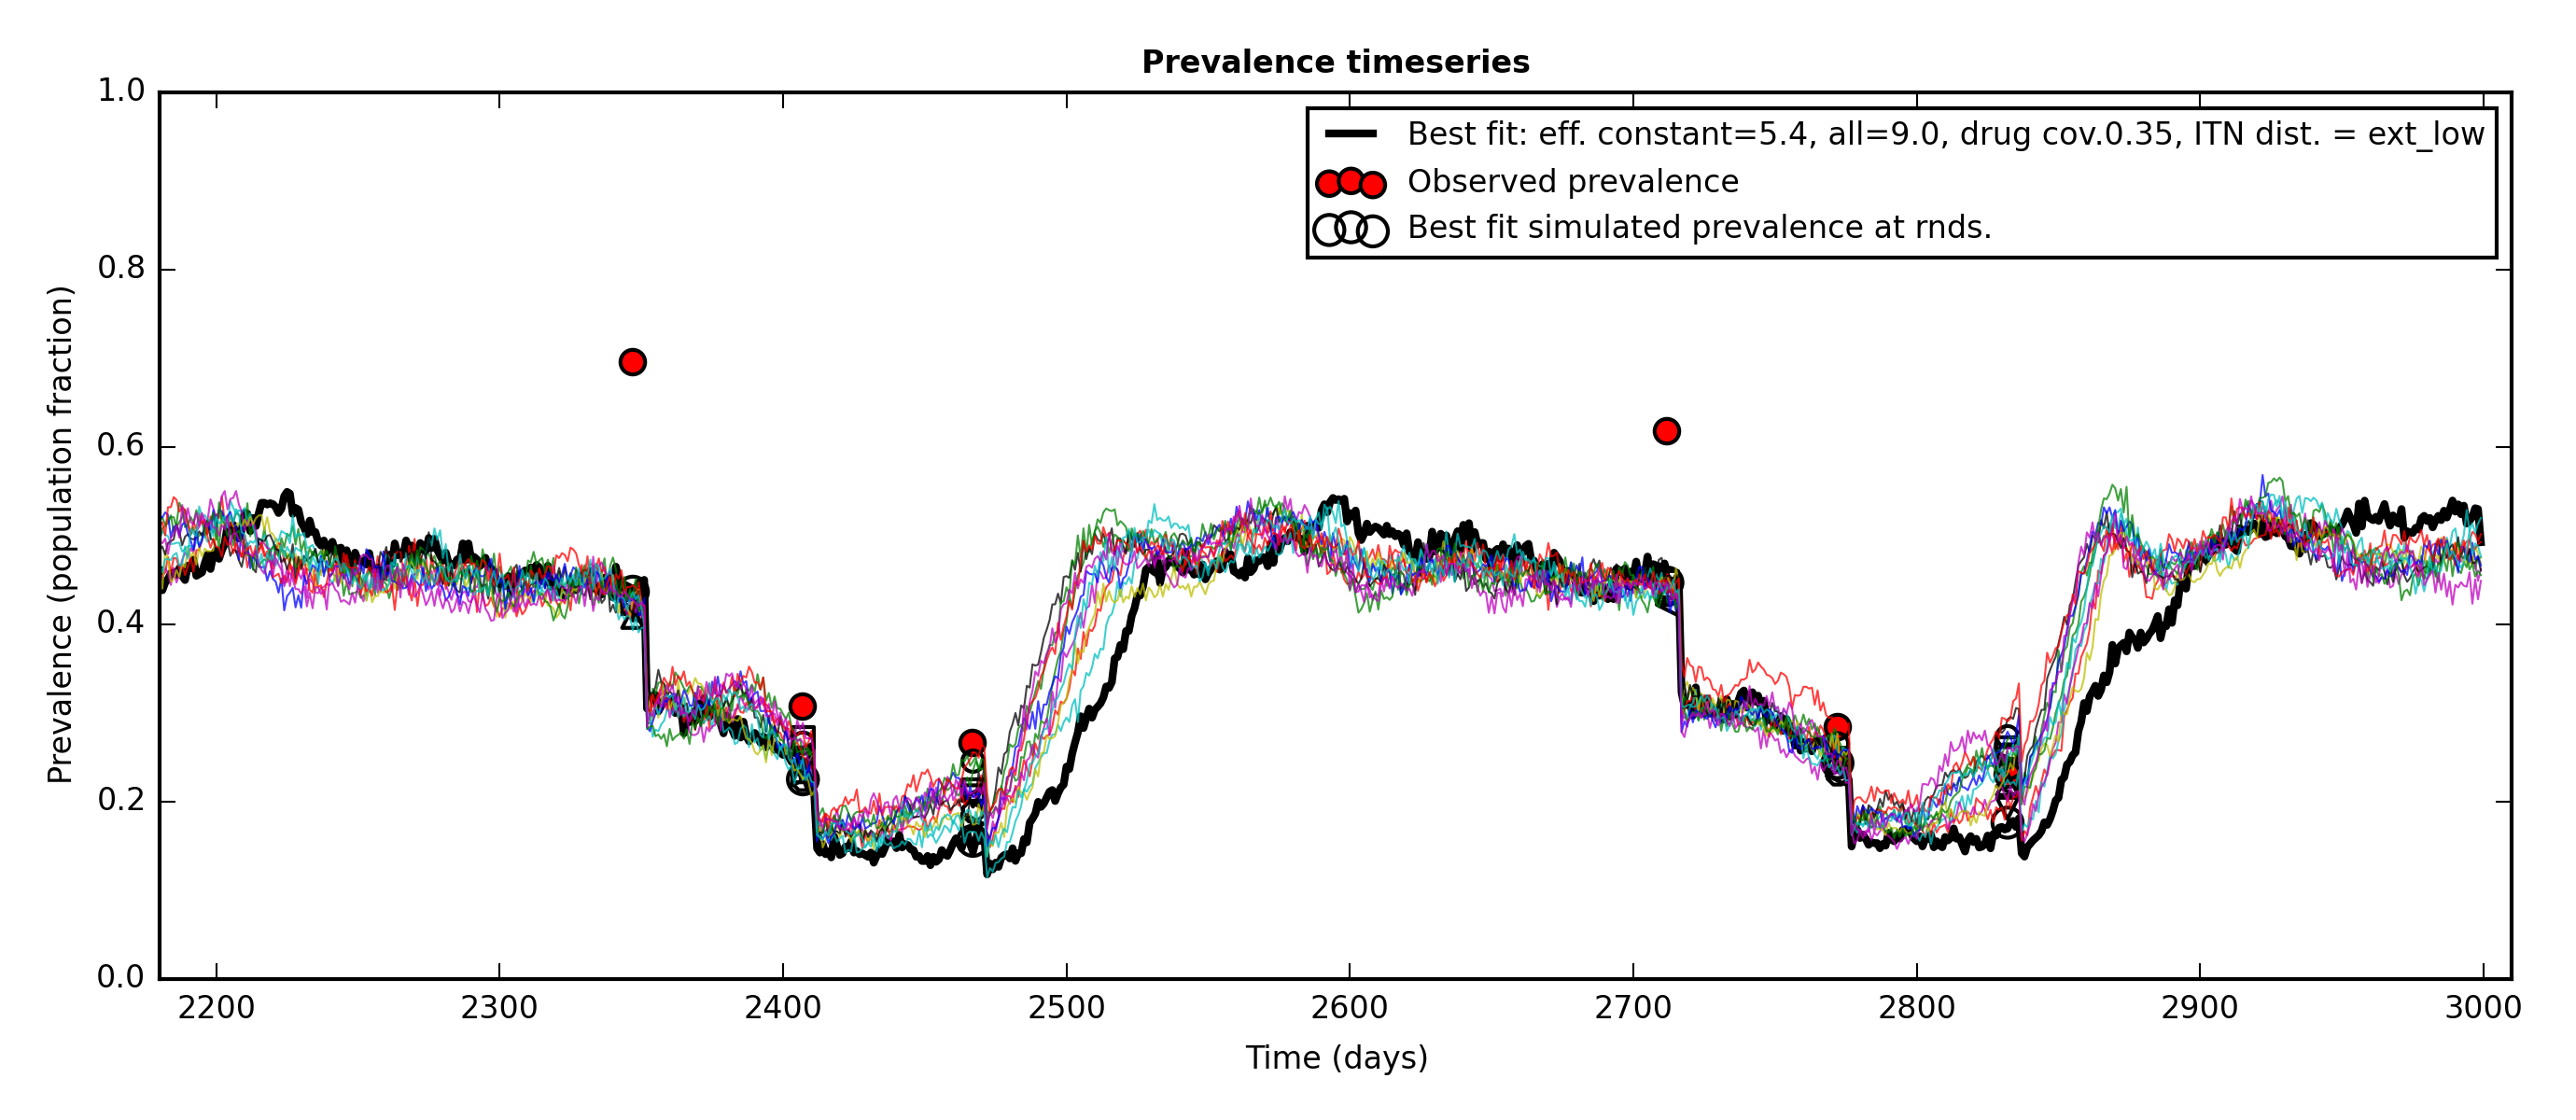 Prevalence timeseries
1.0
0.8
0.6
0.4
0.2
0.0
Prevalence (population fraction)
Best fit: eff. constant=5.4, all=9.0, drug cov.0.35, ITN dist. = ext_low
Observed prevalence
Best fit simulated prevalence at rnds.
2200 2300 2400 2500 2600 2700 2800 2900 3000
Time (days)